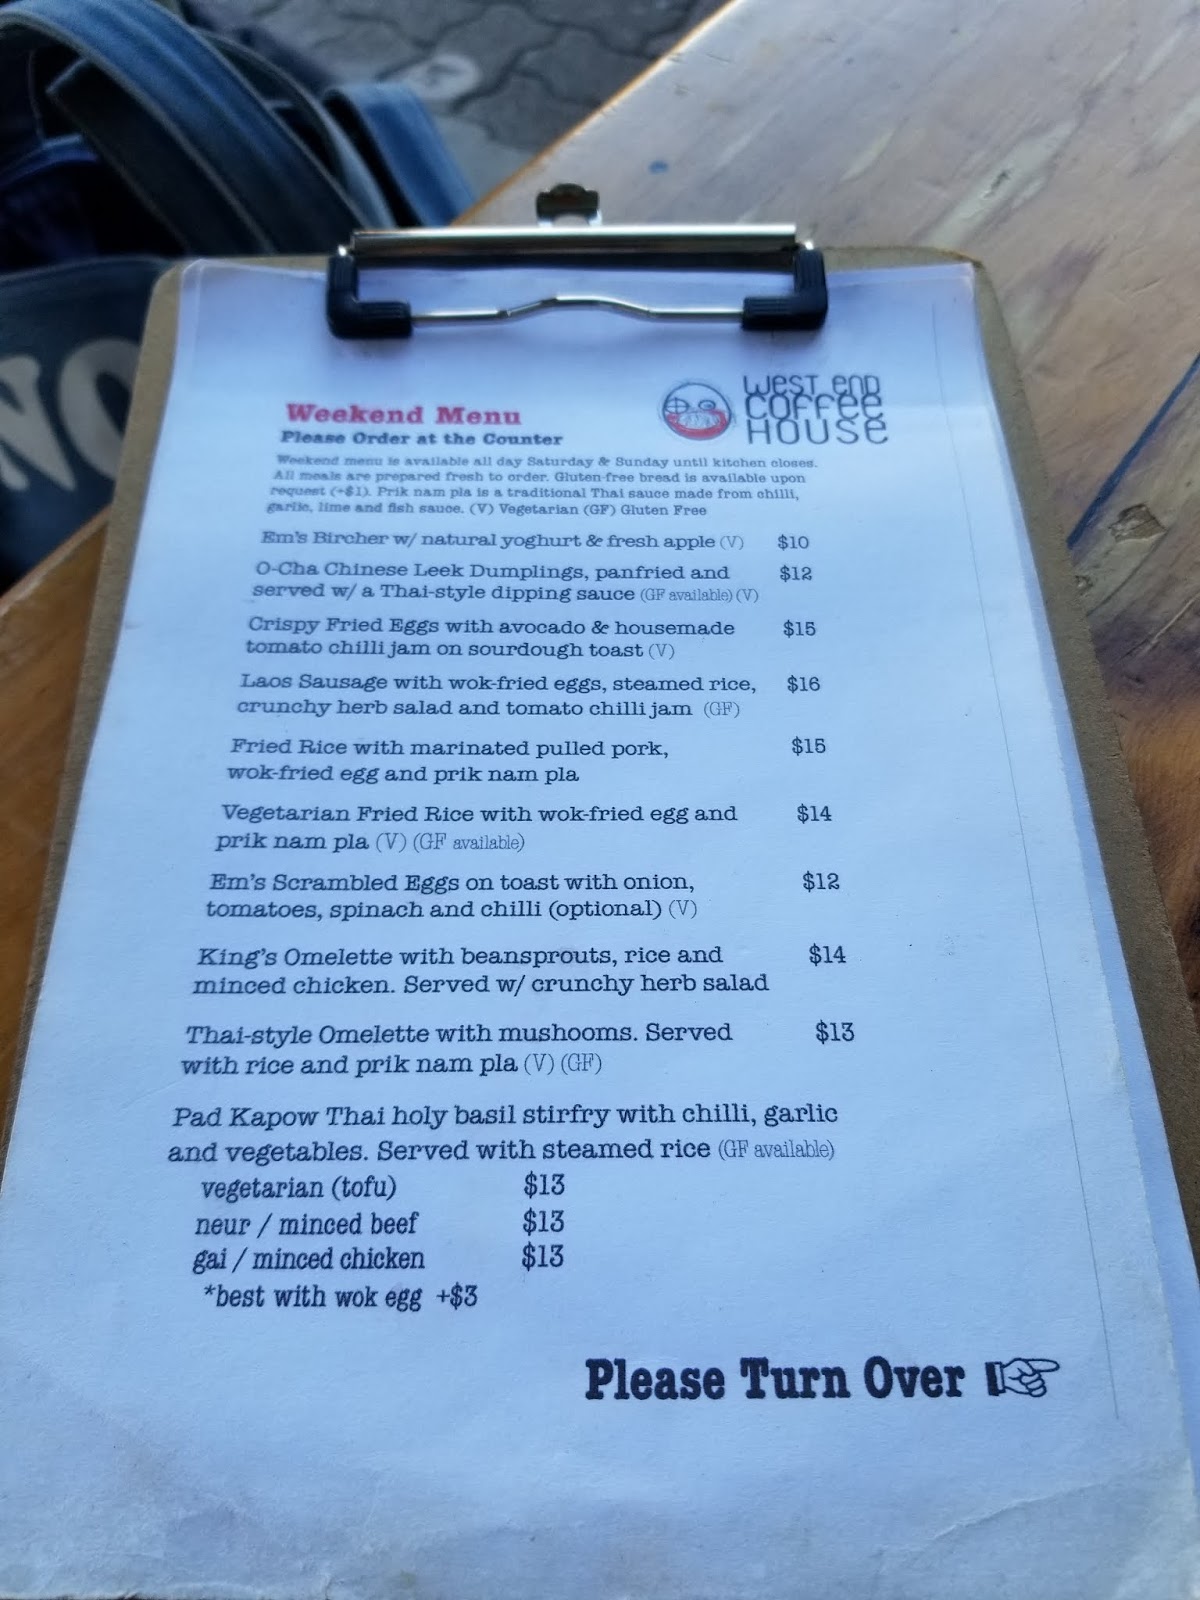 WEST END
COFFEE
HOUSE
Weekend Menu
Please Order at the Counter
Weekend menu is available all day Saturday & Sunday until kitchen closes.
All meals are prepared fresh to order. Gluten-free bread is available upon
request (+$1). Prik nam pla is a traditional Thai sauce made from chilli,
garlic, lime and fish sauce. (V) Vegetarian (GF) Gluten Free
Em's Bircher w/ natural yoghurt & fresh apple (V) $10
O-Cha Chinese Leek Dumplings, panfried and $12
served w/ a Thai-style dipping sauce (GF available) (V)
Crispy Fried Eggs with avocado & housemade $15
tomato chilli jam on sourdough toast (V)
Laos Sausage with wok-fried eggs, steamed rice, $16
crunchy herb salad and tomato chilli jam (GF)
Fried Rice with marinated pulled pork, $15
wok-fried egg and prik nam pla
Vegetarian Fried Rice with wok-fried egg and $14
prik nam pla (V) (GF available)
Em's Scrambled Eggs on toast with onion, $12
tomatoes, spinach and chilli (optional) (V)
King's Omelette with beansprouts, rice and $14
minced chicken. Served w/ crunchy herb salad
Thai-style Omelette with mushooms. Served $13
with rice and prik nam pla (V) (GF)
Pad Kapow Thai holy basil stirfry with chilli, garlic
and vegetables. Served with steamed rice (GF available)
vegetarian (tofu) $13
neur / minced beef $13
gai / minced chicken $13
*best with wok egg +$3
Please Turn Over
NO